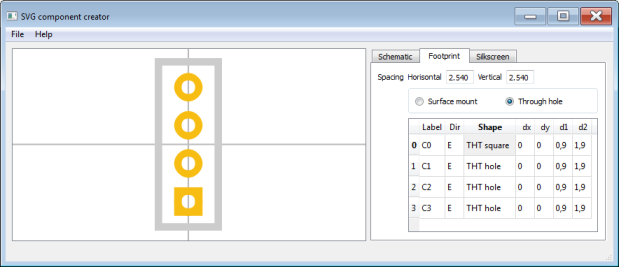 SVG component creator
File Help
Schematic Footprint Silkscreen
Spacing Horisontal 2.540 Vertical 2.540
Surface mount Through hole
Label Dir Shape dx dy d1 d2
0 C0 E THT square 0 0 0,9 1,9
1 C1 E THT hole 0 0 0,9 1,9
2 C2 E THT hole 0 0 0,9 1,9
3 C3 E THT hole 0 0 0,9 1,9